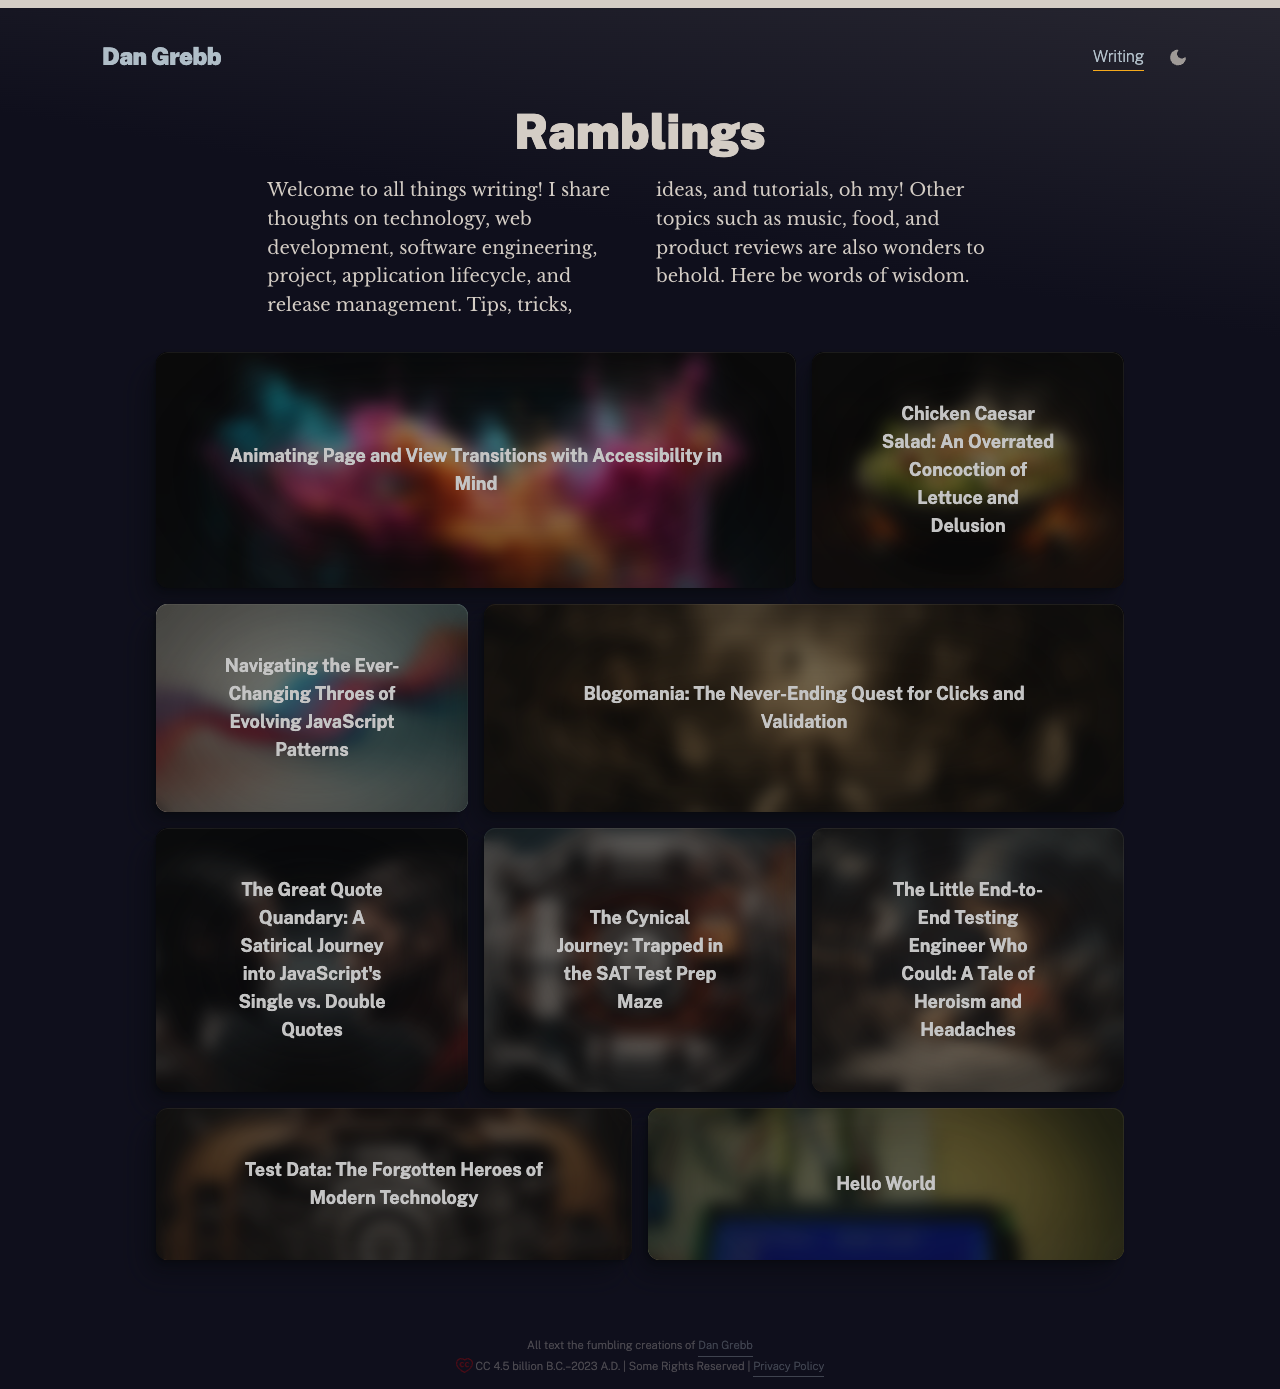 Dan Grebb
Writing
Ramblings
Welcome to all things writing! I share
thoughts on technology, web
development, software engineering,
project, application lifecycle, and
release management. Tips, tricks,
ideas, and tutorials, oh my! Other
topics such as music, food, and
product reviews are also wonders to
behold. Here be words of wisdom.
Animating Page and View Transitions with Accessibility in
Mind
Chicken Caesar
Salad: An Overrated
Concoction of
Lettuce and
Delusion
Navigating the Ever-
Changing Throes of
Evolving JavaScript
Patterns
Blogomania: The Never-Ending Quest for Clicks and
Validation
The Great Quote
Quandary: A
Satirical Journey
into JavaScript's
Single vs. Double
Quotes
The Cynical
Journey: Trapped in
the SAT Test Prep
Maze
The Little End-to-
End Testing
Engineer Who
Could: A Tale of
Heroism and
Headaches
Test Data: The Forgotten Heroes of
Modern Technology
Hello World
All text the fumbling creations of Dan Grebb
CC 4.5 billion B.C.–2023 A.D. | Some Rights Reserved | Privacy Policy